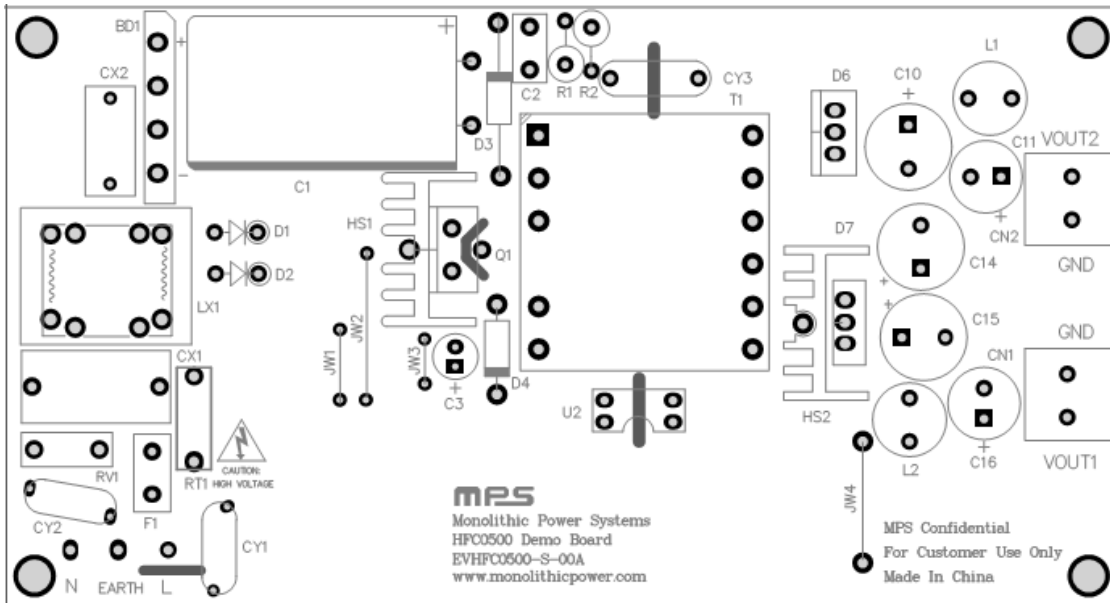 BD1
+
+
CX2
-
C1
D3
C2
R1
R2
CY3
T1
D6
C10
+
L1
C11
VOUT2
+
CN2
GND
HS1
Q1
D1
D2
LX1
D7
C14
+
+
C15
GND
CX1
JW1
JW2
JW3
+
C3
D4
U2
HS2
CN1
+
C16
L2
VOUT1
RV1
RT1
CAUTION:
HIGH VOLTAGE
CY2
F1
CY1
N
EARTH
L
JW4
MPS
Monolithic Power Systems
HFC0500 Demo Board
EVHFC0500-S-00A
www.monolithicpower.com
MPS Confidential
For Customer Use Only
Made In China